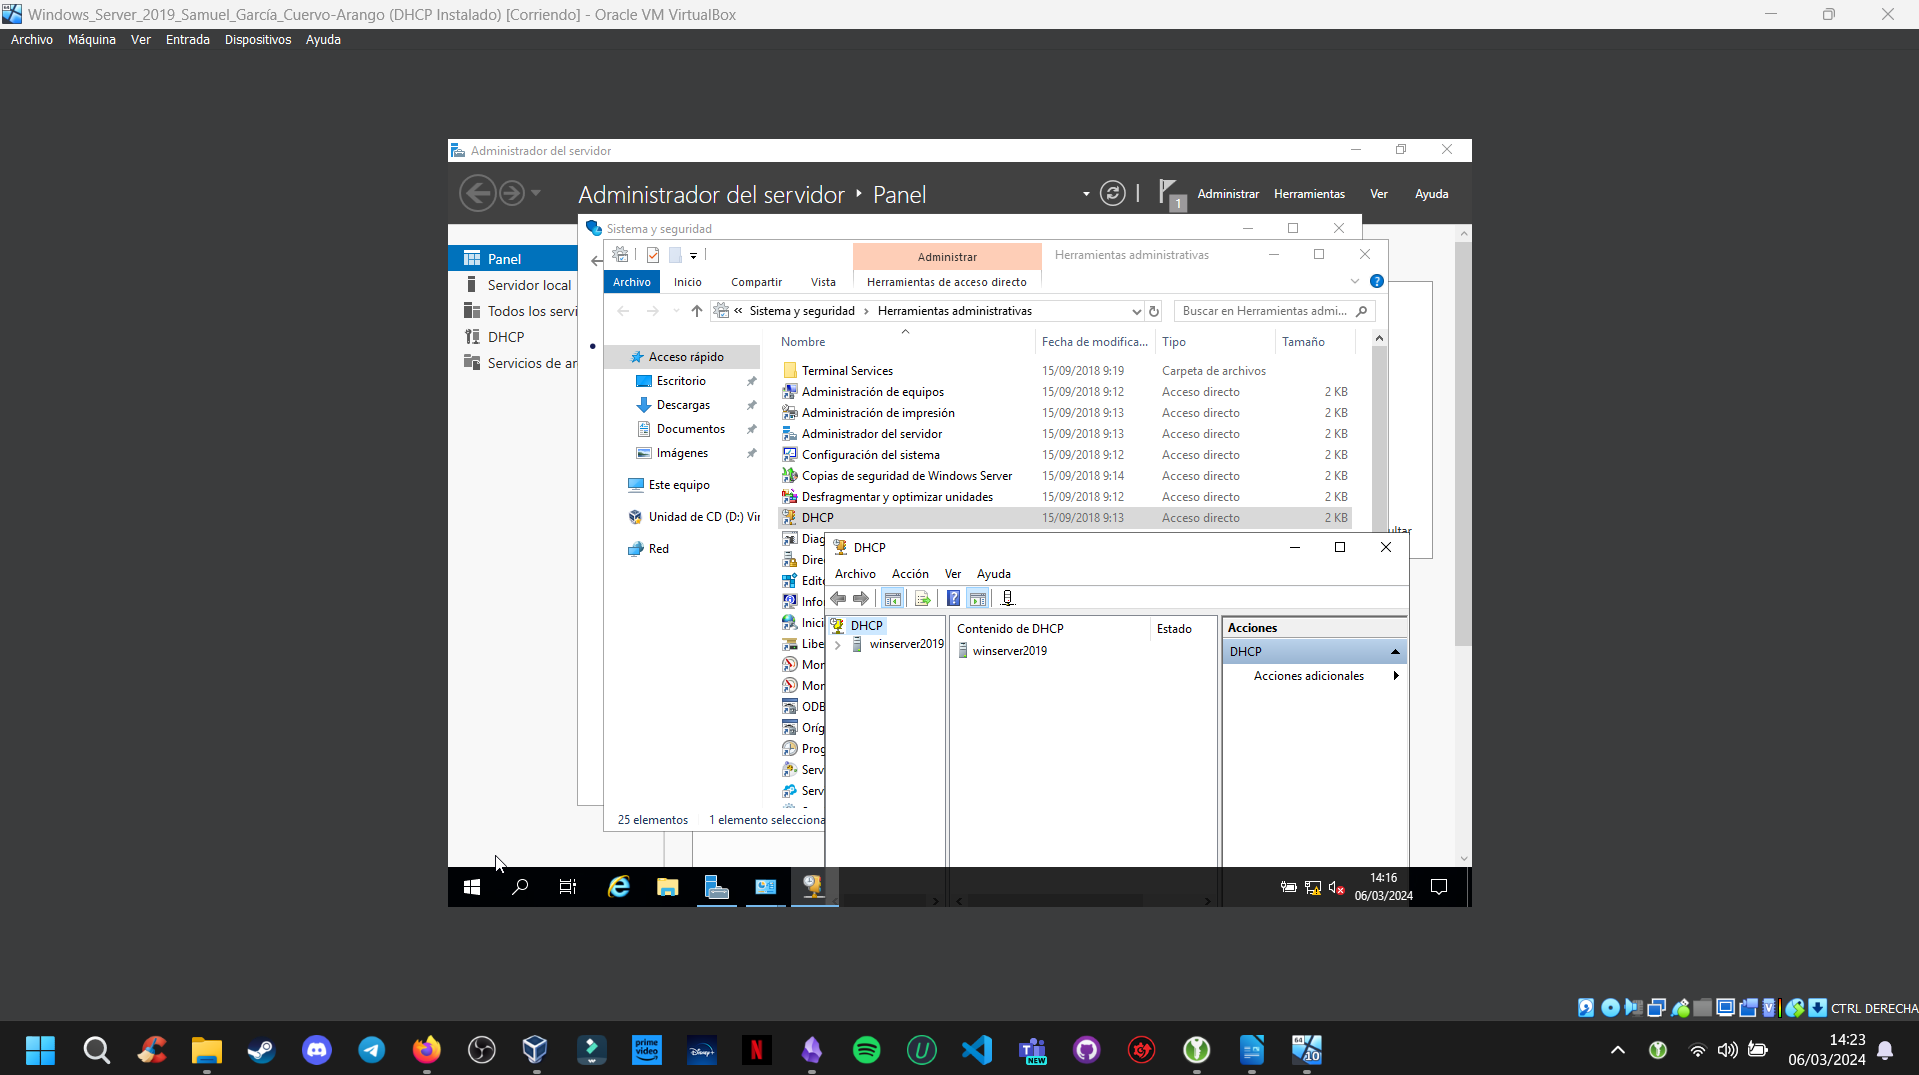 Windows_Server_2019_Samuel_García_Cuervo-Arango (DHCP Instalado) [Corriendo] - Oracle VM VirtualBox
Archivo Máquina Ver Entrada Dispositivos Ayuda
Administrador del servidor
Administrador del servidor Panel
1 Administrar Herramientas Ver Ayuda
Sistema y seguridad
Panel
Servidor local
Todos los servi
DHCP
Servicios de ar
Administrar
Herramientas administrativas
Archivo Inicio Compartir Vista Herramientas de acceso directo
« Sistema y seguridad > Herramientas administrativas
Buscar en Herramientas admi...
Acceso rápido
Escritorio
Descargas
Documentos
Imágenes
Este equipo
Unidad de CD (D:) Vir
Red
Nombre Fecha de modifica... Tipo Tamaño
Terminal Services 15/09/2018 9:19 Carpeta de archivos
Administración de equipos 15/09/2018 9:12 Acceso directo 2 KB
Administración de impresión 15/09/2018 9:13 Acceso directo 2 KB
Administrador del servidor 15/09/2018 9:13 Acceso directo 2 KB
Configuración del sistema 15/09/2018 9:12 Acceso directo 2 KB
Copias de seguridad de Windows Server 15/09/2018 9:14 Acceso directo 2 KB
Desfragmentar y optimizar unidades 15/09/2018 9:12 Acceso directo 2 KB
DHCP 15/09/2018 9:13 Acceso directo 2 KB
Diag
Dire
Edito
Info
Inici
Libe
Mor
Mor
ODB
Oríg
Prog
Serv
Serv
25 elementos 1 elemento selecciona
ultar
DHCP
Archivo Acción Ver Ayuda
DHCP
winserver2019
Contenido de DHCP Estado
winserver2019
Acciones
DHCP
Acciones adicionales
14:16
06/03/2024
CTRL DERECHA
prime video
Disney+
N
NEW
64
10
14:23
06/03/2024